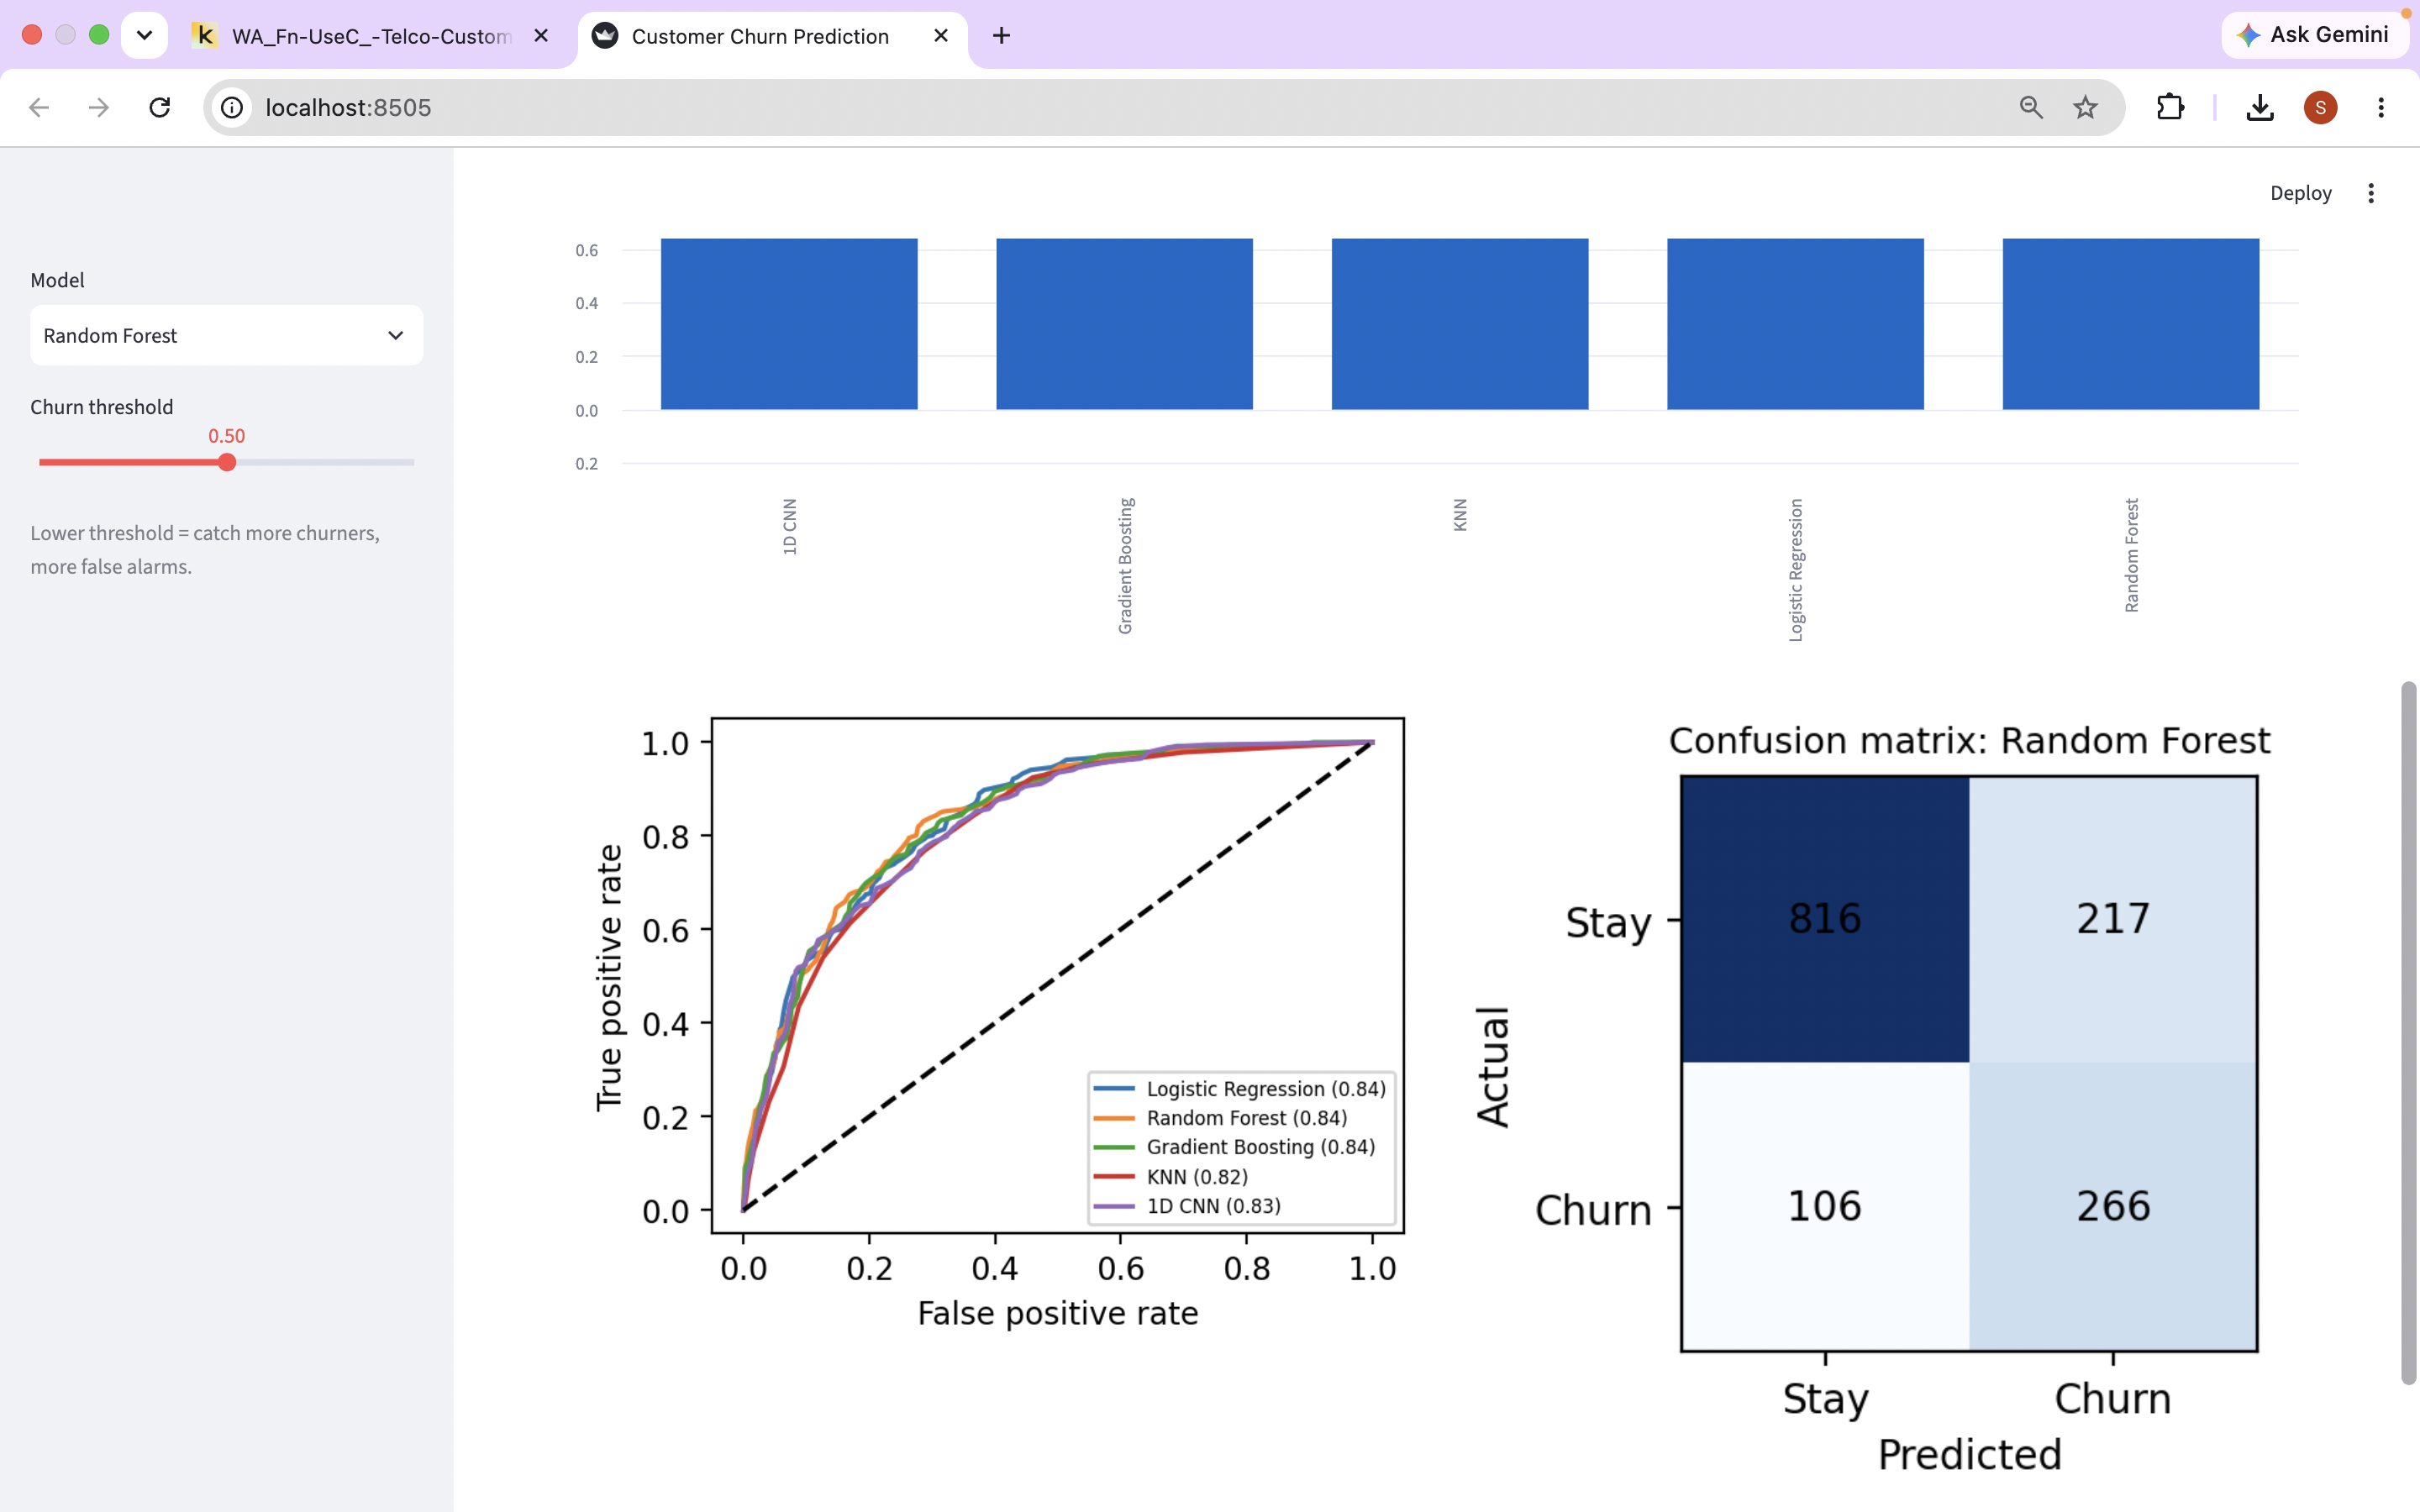 WA_Fn-UseC_-Telco-Custom
Customer Churn Prediction
Ask Gemini
localhost:8505
S
Deploy
Model
Random Forest
Churn threshold
0.50
Lower threshold = catch more churners,
more false alarms.
0.6
0.4
0.2
0.0
0.2
1D CNN
Gradient Boosting
KNN
Logistic Regression
Random Forest
1.0
0.8
0.6
0.4
0.2
0.0
True positive rate
Logistic Regression (0.84)
Random Forest (0.84)
Gradient Boosting (0.84)
KNN (0.82)
1D CNN (0.83)
0.0 0.2 0.4 0.6 0.8 1.0
False positive rate
Confusion matrix: Random Forest
Actual
Stay
816 217
Churn
106 266
Stay Churn
Predicted